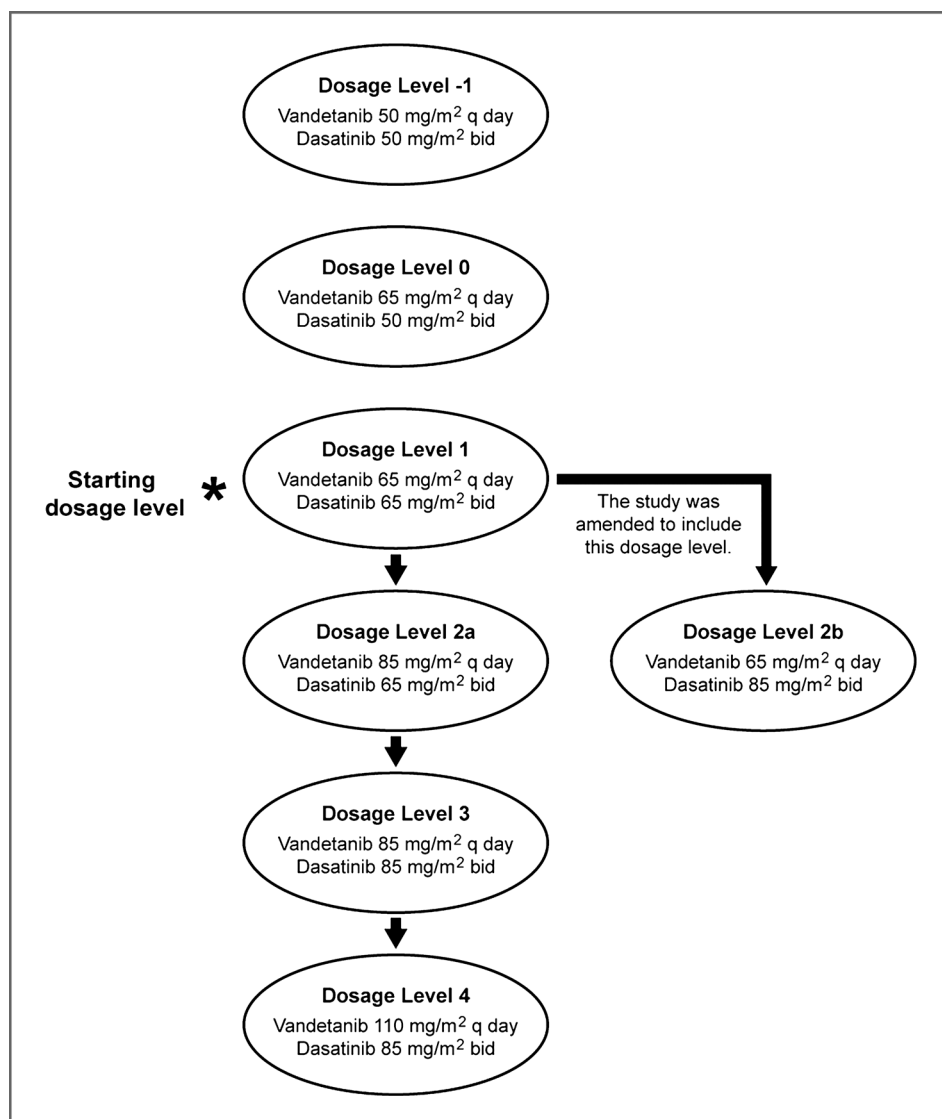 Dosage Level -1
Vandetanib 50 mg/m² q day
Dasatinib 50 mg/m² bid
Dosage Level 0
Vandetanib 65 mg/m² q day
Dasatinib 50 mg/m² bid
Starting
dosage level *
Dosage Level 1
Vandetanib 65 mg/m² q day
Dasatinib 65 mg/m² bid
The study was
amended to include
this dosage level.
Dosage Level 2a
Vandetanib 85 mg/m² q day
Dasatinib 65 mg/m² bid
Dosage Level 2b
Vandetanib 65 mg/m² q day
Dasatinib 85 mg/m² bid
Dosage Level 3
Vandetanib 85 mg/m² q day
Dasatinib 85 mg/m² bid
Dosage Level 4
Vandetanib 110 mg/m² q day
Dasatinib 85 mg/m² bid